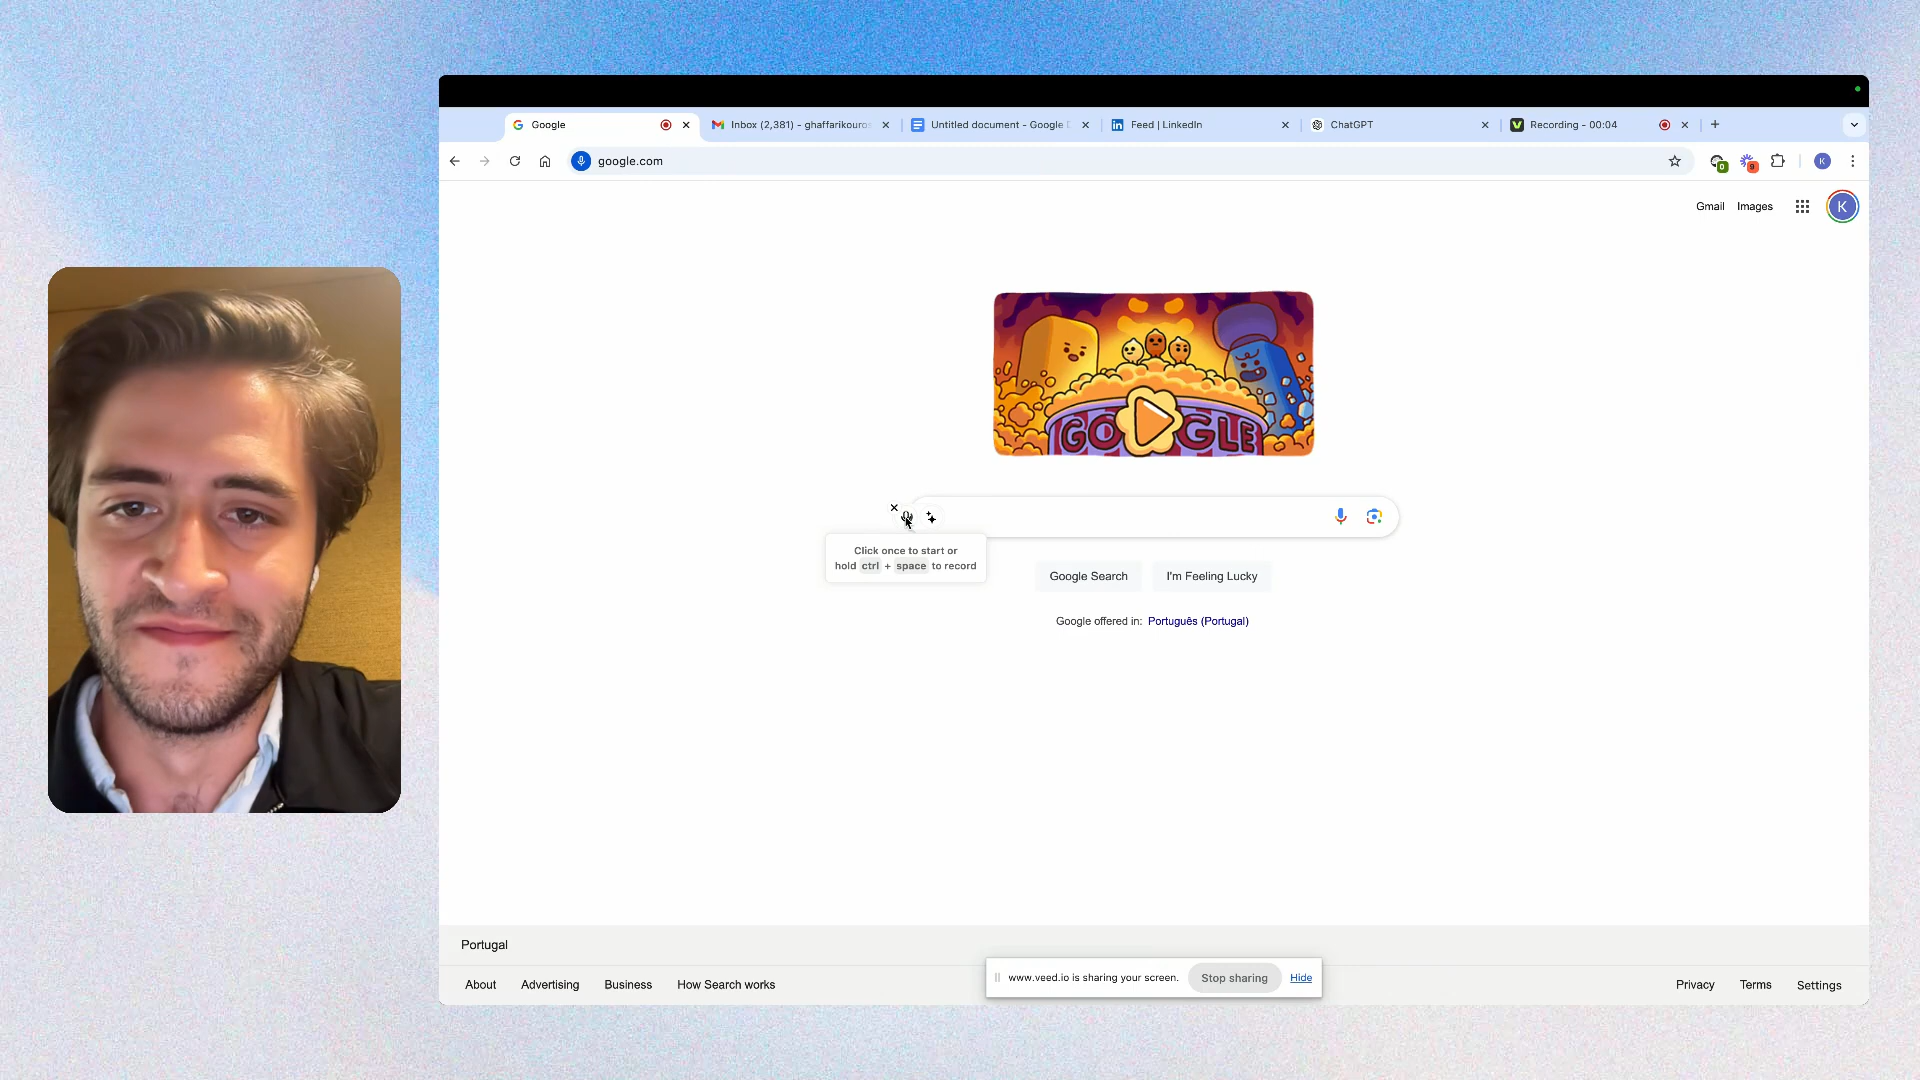 Google
Inbox (2,381) - ghaffarikouros
Untitled document - Google D
Feed | LinkedIn
ChatGPT
Recording - 00:04
google.com
0
9
K
Gmail
Images
K
GOOGLE
Click once to start or
hold ctrl + space to record
Google Search
I'm Feeling Lucky
Google offered in: Português (Portugal)
Portugal
www.veed.io is sharing your screen.
Stop sharing
Hide
About
Advertising
Business
How Search works
Privacy
Terms
Settings